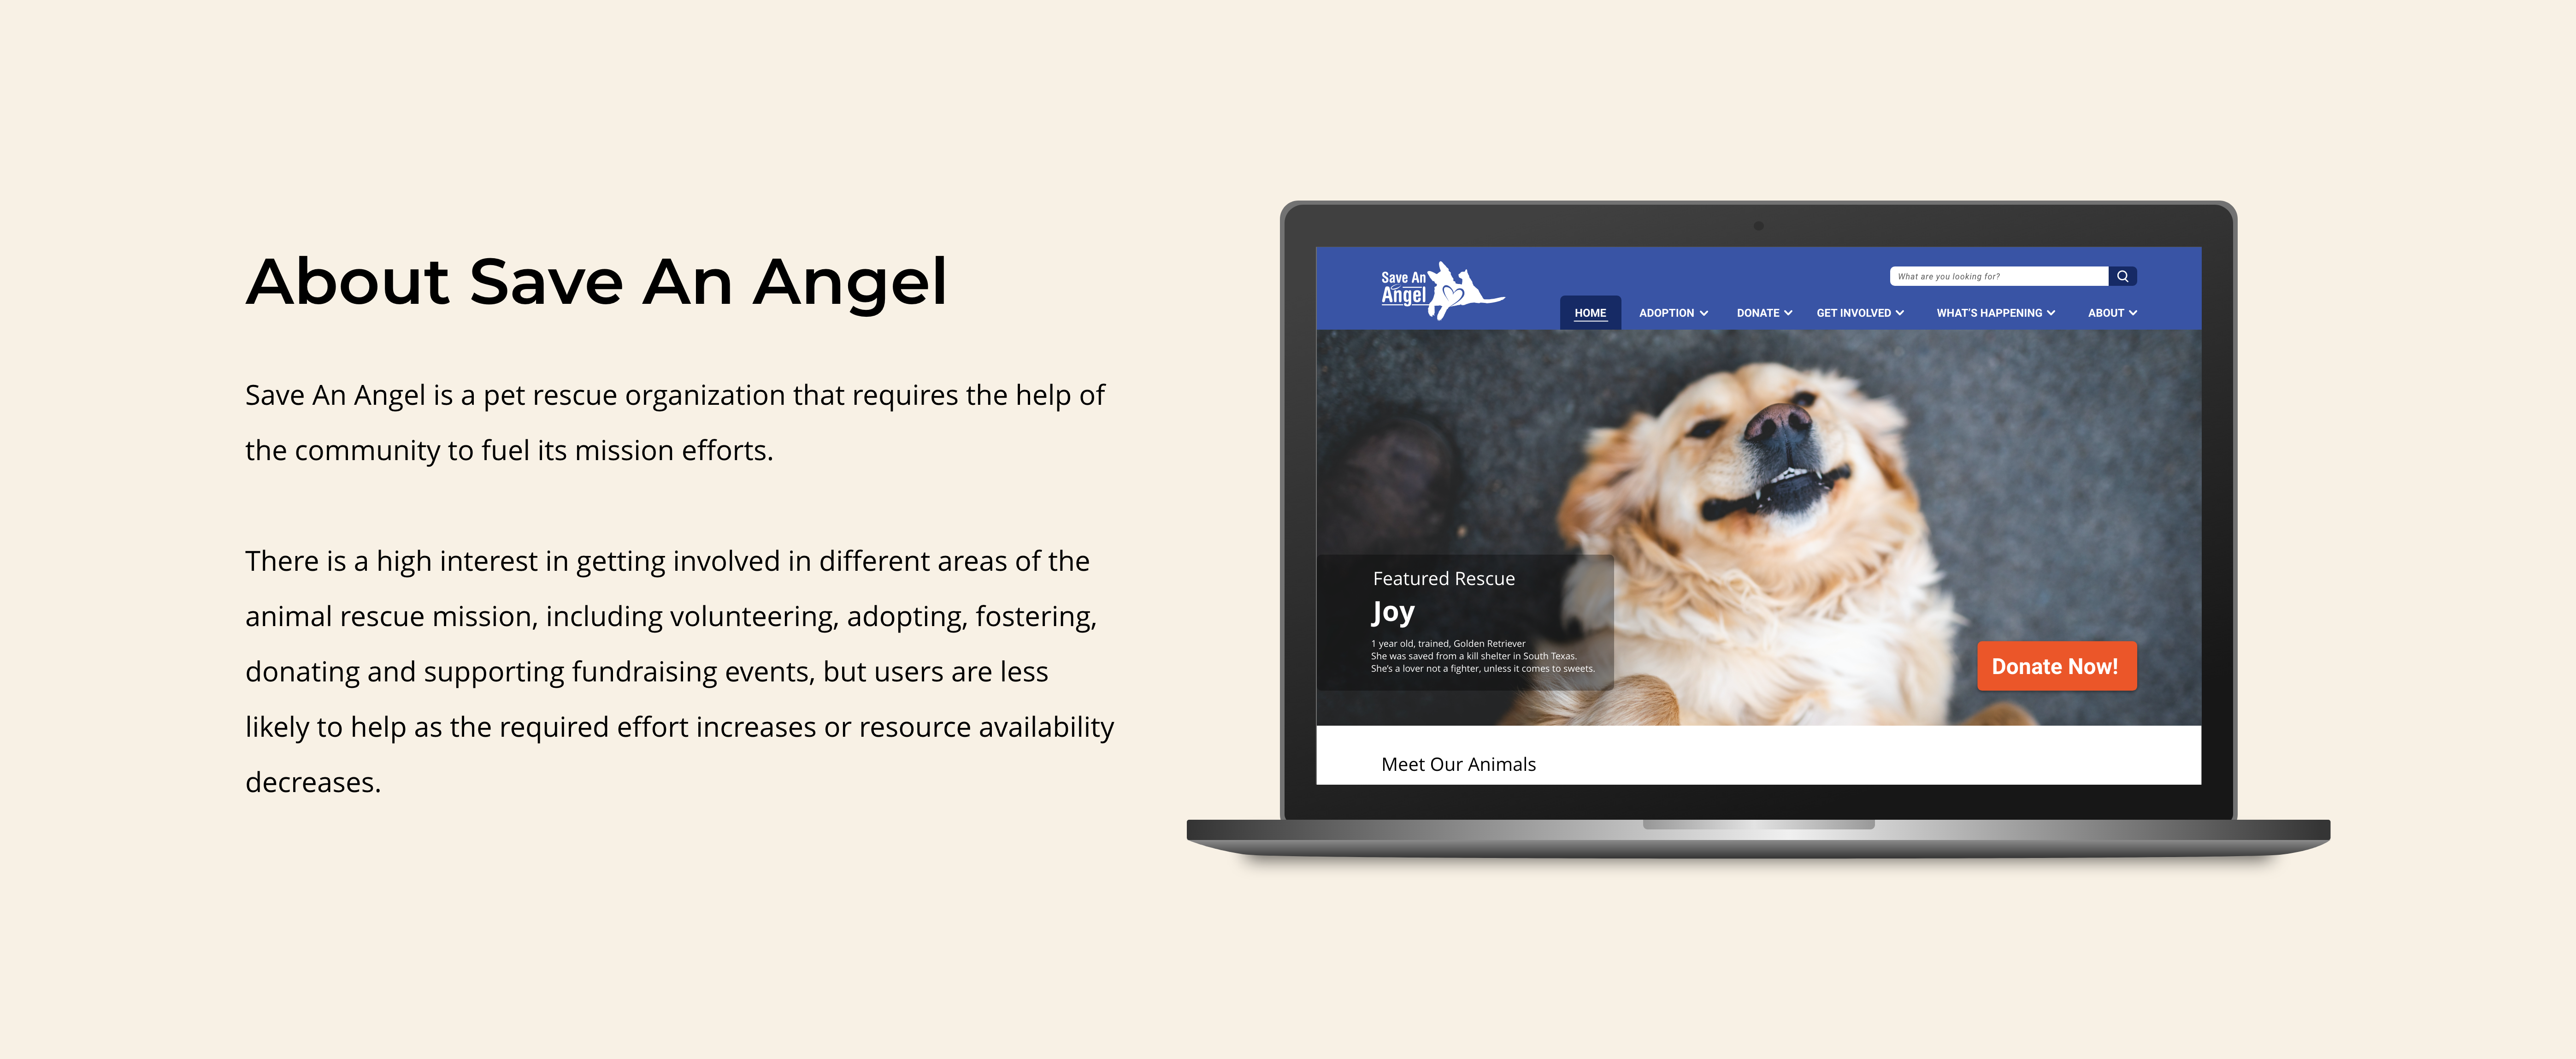 About Save An Angel
Save An Angel is a pet rescue organization that requires the help of
the community to fuel its mission efforts.
There is a high interest in getting involved in different areas of the
animal rescue mission, including volunteering, adopting, fostering,
donating and supporting fundraising events, but users are less
likely to help as the required effort increases or resource availability
decreases.
Save An
Angel
What are you looking for?
HOME ADOPTION DONATE GET INVOLVED WHAT'S HAPPENING ABOUT
Featured Rescue
Joy
1 year old, trained, Golden Retriever
She was saved from a kill shelter in South Texas.
She's a lover not a fighter, unless it comes to sweets.
Donate Now!
Meet Our Animals